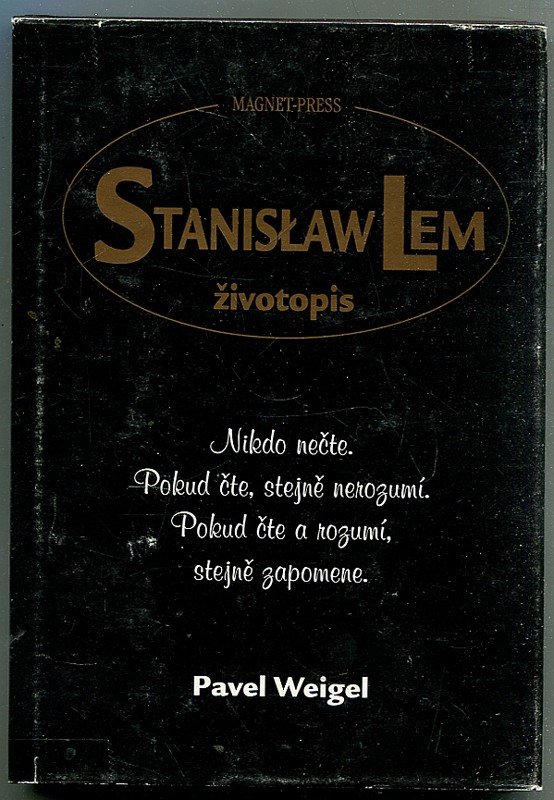 MAGNET-PRESS
STANISŁAW LEM
životopis
Nikdo nečte.
Pokud čte, stejně nerozumí.
Pokud čte a rozumí,
stejně zapomene.
Pavel Weigel